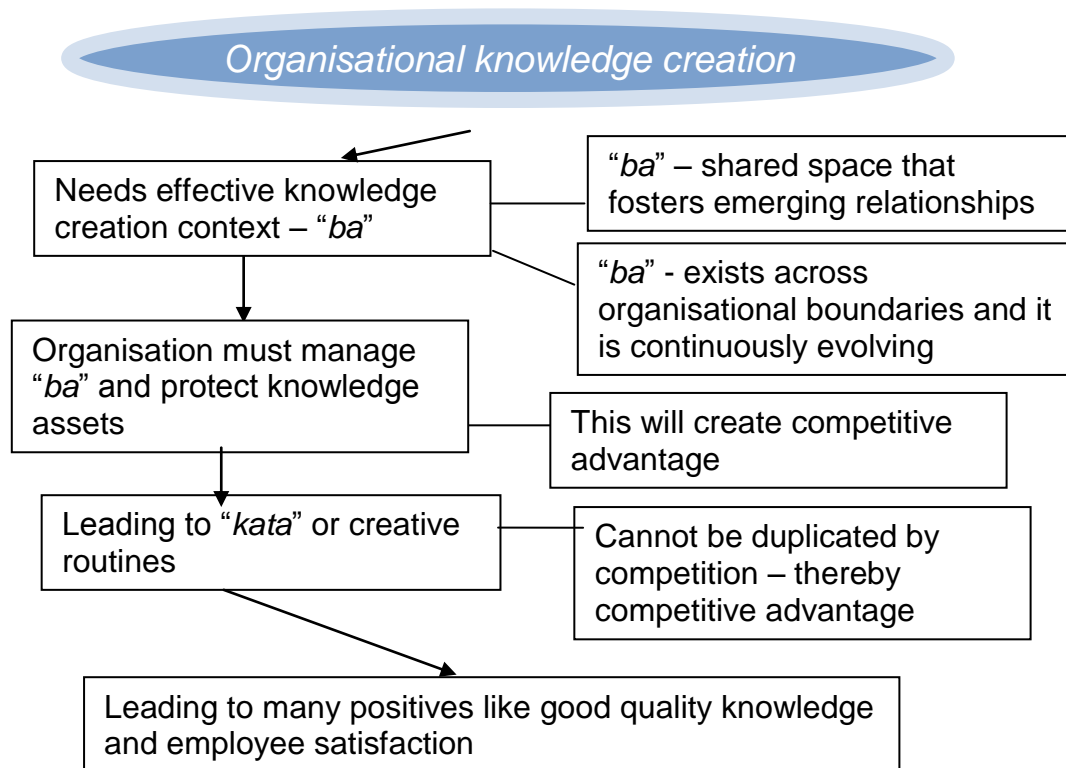 Organisational knowledge creation
Needs effective knowledge
creation context – “ba”
“ba” – shared space that
fosters emerging relationships
“ba” - exists across
organisational boundaries and it
is continuously evolving
Organisation must manage
“ba” and protect knowledge
assets
This will create competitive
advantage
Leading to “kata” or creative
routines
Cannot be duplicated by
competition – thereby
competitive advantage
Leading to many positives like good quality knowledge
and employee satisfaction